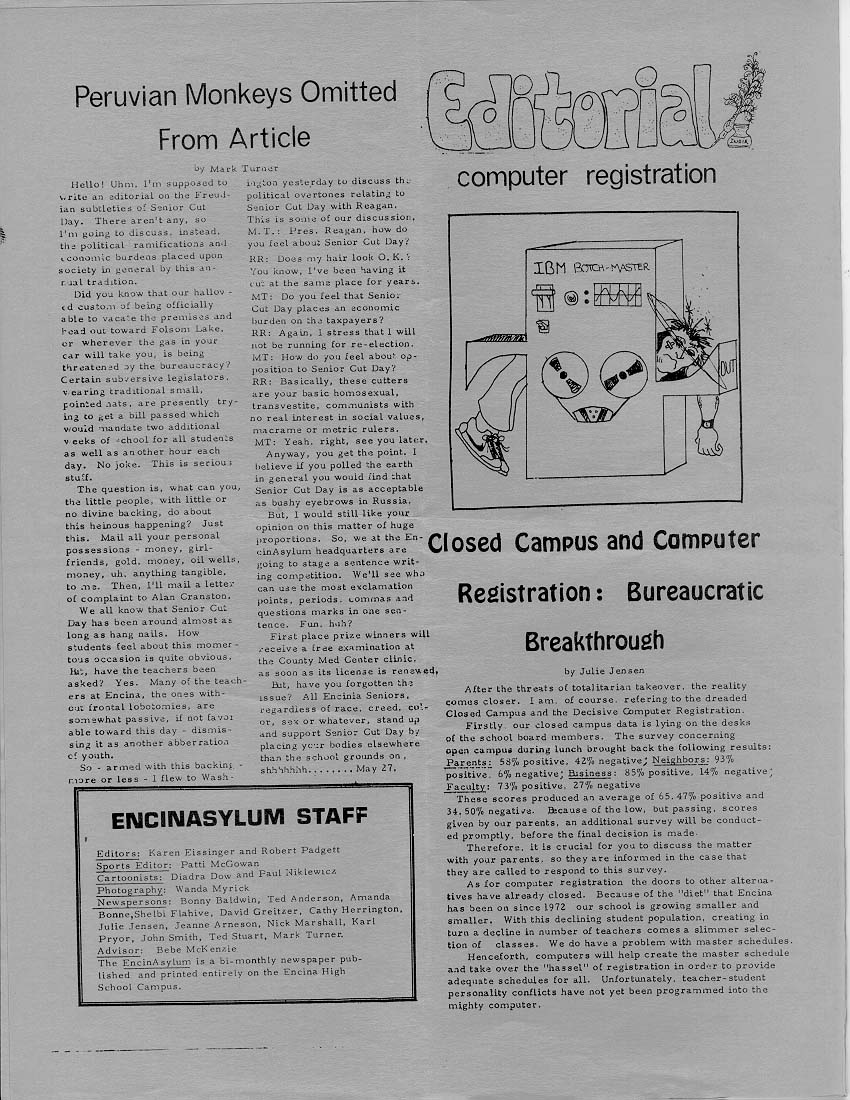 Peruvian Monkeys Omitted
From Article
by Mark Turner
Hello! Uhm, I'm supposed to
write an editorial on the Freud-
ian subtleties of Senior Cut
Day. There aren't any, so
I'm going to discuss, instead,
the political ramifications and
economic burdens placed upon
society in general by this an-
nual tradition.
Did you know that our hallow-
ed custom of being officially
able to vacate the premises and
head out toward Folsom Lake,
or wherever the gas in your
car will take you, is being
threatened by the bureaucracy?
Certain subversive legislators,
wearing traditional small,
pointed hats, are presently try-
ing to get a bill passed which
would mandate two additional
weeks of school for all students
as well as another hour each
day. No joke. This is serious
stuff.
The question is, what can you,
the little people, with little or
no divine backing, do about
this heinous happening? Just
this. Mail all your personal
possessions - money, girl-
friends, gold, money, oil wells,
money, uh, anything tangible,
to me. Then, I'll mail a letter
of complaint to Alan Cranston.
We all know that Senior Cut
Day has been around almost as
long as hang nails. How
students feel about this momen-
tous occasion is quite obvious.
But, have the teachers been
asked? Yes. Many of the teach-
ers at Encina, the ones with-
out frontal lobotomies, are
somewhat passive, if not favor
able toward this day - dismis-
sing it as another abberration
of youth.
So - armed with this backing -
more or less - I flew to Wash-
ington yesterday to discuss the
political overtones relating to
Senior Cut Day with Reagan.
This is some of our discussion.
M.T.: Pres. Reagan, how do
you feel about Senior Cut Day?
RR: Does my hair look O.K.?
You know, I've been having it
cut at the same place for years.
MT: Do you feel that Senior
Cut Day places an economic
burden on the taxpayers?
RR: Again, I stress that I will
not be running for re-election.
MT: How do you feel about op-
position to Senior Cut Day?
RR: Basically, these cutters
are your basic homosexual,
transvestite, communists with
no real interest in social values,
macrame or metric rulers.
MT: Yeah, right, see you later.
Anyway, you get the point. I
believe if you polled the earth
in general you would find that
Senior Cut Day is as acceptable
as bushy eyebrows in Russia.
But, I would still like your
opinion on this matter of huge
proportions. So, we at the En-
cinAsylum headquarters are
going to stage a sentence writ-
ing competition. We'll see who
can use the most exclamation
points, periods, commas and
questions marks in one sen-
tence. Fun, huh?
First place prize winners will
receive a free examination at
the County Med Center clinic,
as soon as its license is renewed.
But, have you forgotten the
issue? All Encinia Seniors,
regardless of race, creed, col-
or, sex or whatever, stand up
and support Senior Cut Day by
placing your bodies elsewhere
than the school grounds on,
shhhhhh........May 27.
ENCINASYLUM STAFF
Editors: Karen Eissinger and Robert Padgett
Sports Editor: Patti McGowan
Cartoonists: Diadra Dow and Paul Niklewicz
Photography: Wanda Myrick
Newspersons: Bonny Baldwin, Ted Anderson, Amanda
Bonne, Shelbi Flahive, David Greitzer, Cathy Herrington,
Julie Jensen, Jeanne Arneson, Nick Marshall, Karl
Pryor, John Smith, Ted Stuart, Mark Turner.
Advisor: Bebe McKenzie
The EncinAsylum is a bi-monthly newspaper pub-
lished and printed entirely on the Encina High
School Campus.
Editorial
INDIA
computer registration
IBM BOTCH-MASTER
OUT
Closed Campus and Computer
Registration: Bureaucratic
Breakthrough
by Julie Jensen
After the threats of totalitarian takeover, the reality
comes closer. I am, of course, refering to the dreaded
Closed Campus and the Decisive Computer Registration.
Firstly, our closed campus data is lying on the desks
of the school board members. The survey concerning
open campus during lunch brought back the following results:
Parents: 58% positive, 42% negative; Neighbors: 93%
positive, 6% negative; Business: 85% positive, 14% negative;
Faculty: 73% positive, 27% negative
These scores produced an average of 65.47% positive and
34.50% negative. Because of the low, but passing, scores
given by our parents, an additional survey will be conduct-
ed promptly, before the final decision is made.
Therefore, it is crucial for you to discuss the matter
with your parents, so they are informed in the case that
they are called to respond to this survey.
As for computer registration the doors to other alterna-
tives have already closed. Because of the "diet" that Encina
has been on since 1972 our school is growing smaller and
smaller. With this declining student population, creating in
turn a decline in number of teachers comes a slimmer selec-
tion of classes. We do have a problem with master schedules.
Henceforth, computers will help create the master schedule
and take over the "hassel" of registration in order to provide
adequate schedules for all. Unfortunately, teacher-student
personality conflicts have not yet been programmed into the
mighty computer.